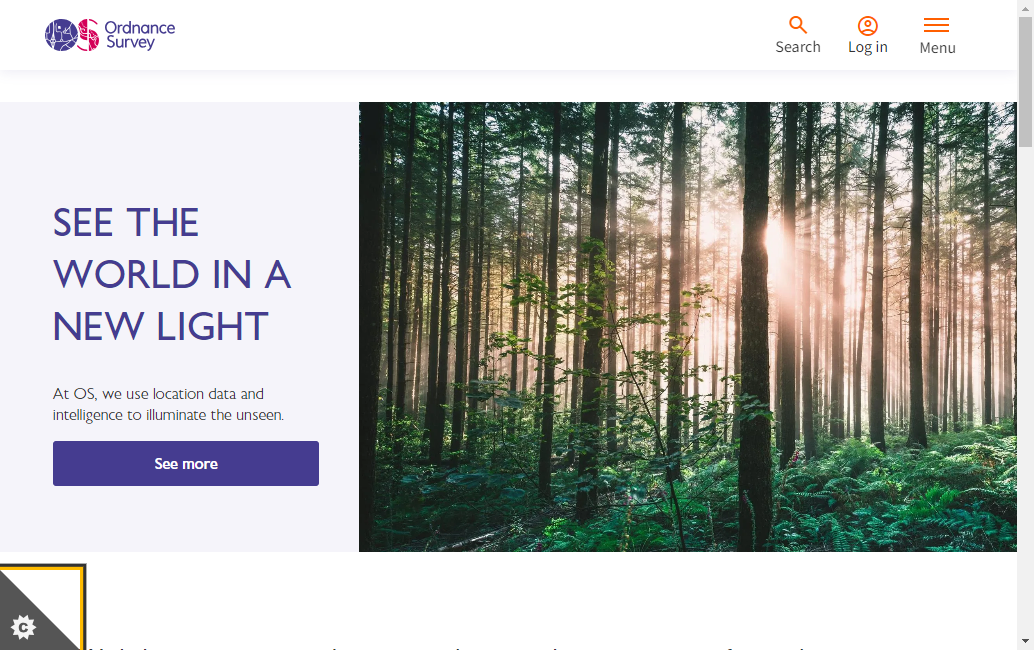 Ordnance
Survey
Search
Log in
Menu
SEE THE
WORLD IN A
NEW LIGHT
At OS, we use location data and
intelligence to illuminate the unseen.
See more
C